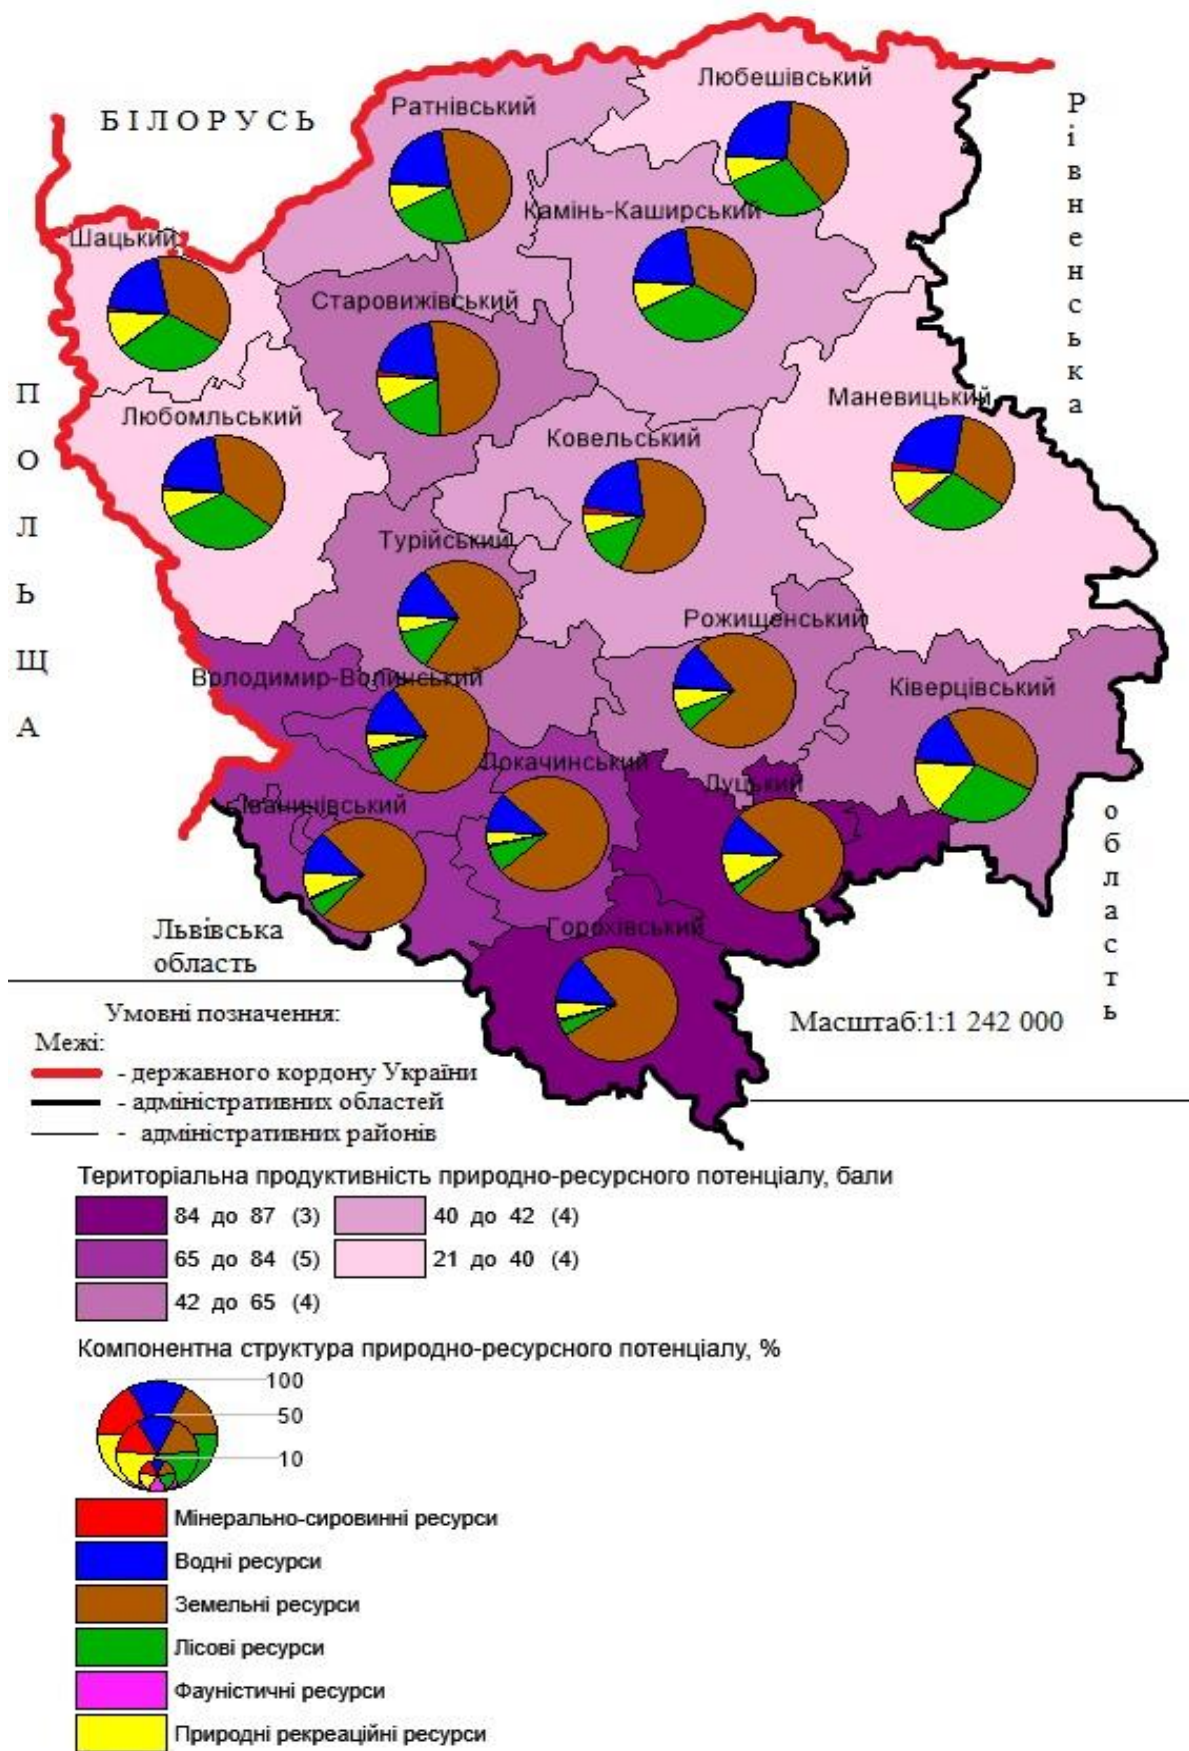 Любешівський
Ратнівський
БІЛОРУСЬ
Рівненська
Камінь-Каширський
Шацький
Старовижівський
ПОЛЬЩА
Маневицький
Любомльський
Ковельський
Турійський
Рожищенський
Володимир-Волинський
Ківерцівський
Локачинський
Луцький
Іваничівський
область
Горохівський
Львівська
область
Умовні позначення:
Масштаб:1:1 242 000
Межі:
- державного кордону України
- адміністративних областей
- адміністративних районів
Територіальна продуктивність природно-ресурсного потенціалу, бали
84 до 87 (3) 40 до 42 (4)
65 до 84 (5) 21 до 40 (4)
42 до 65 (4)
Компонентна структура природно-ресурсного потенціалу, %
100
50
10
Мінерально-сировинні ресурси
Водні ресурси
Земельні ресурси
Лісові ресурси
Фауністичні ресурси
Природні рекреаційні ресурси